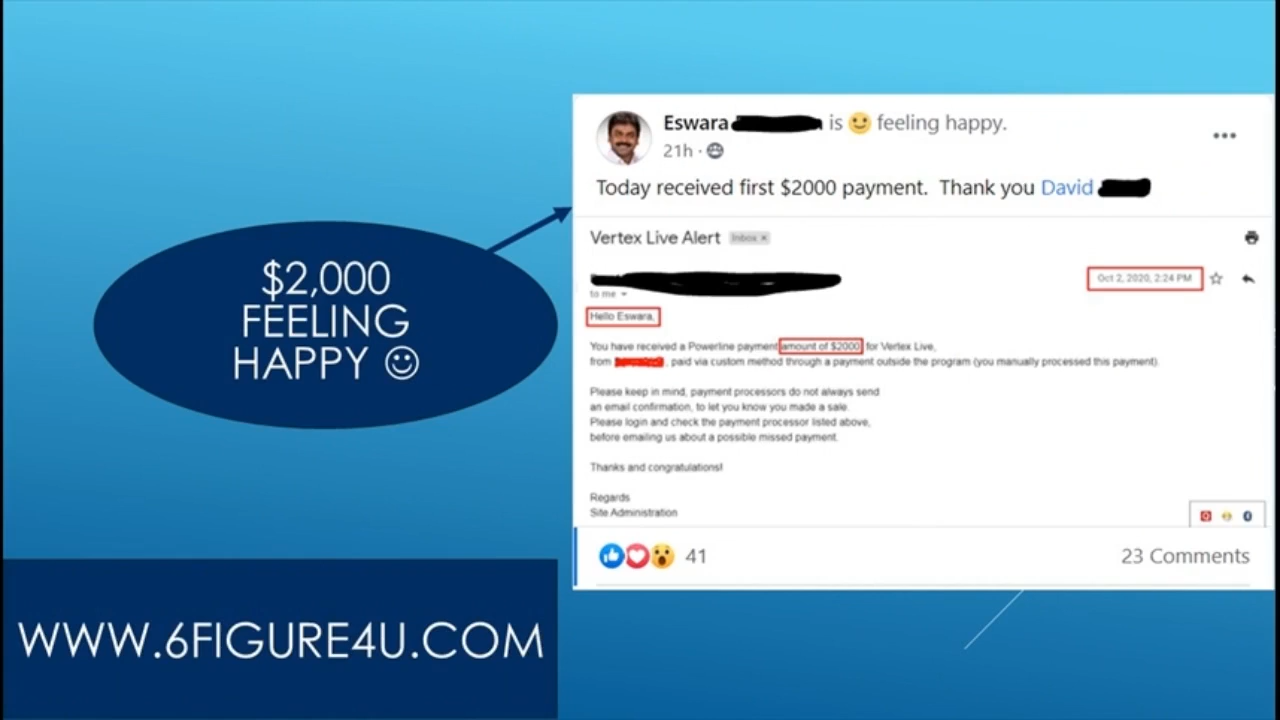 $2,000
FEELING
HAPPY ☺
WWW.6FIGURE4U.COM
Eswara is 🙂 feeling happy.
21h ·
Today received first $2000 payment. Thank you David
Vertex Live Alert Inbox ×
to me
Oct 2, 2020, 2:24 PM
Hello Eswara,
You have received a Powerline payment amount of $2000 for Vertex Live,
from , paid via custom method through a payment outside the program (you manually processed this payment).
Please keep in mind, payment processors do not always send
an email confirmation, to let you know you made a sale.
Please login and check the payment processor listed above,
before emailing us about a possible missed payment.
Thanks and congratulations!
Regards
Site Administration
41
23 Comments